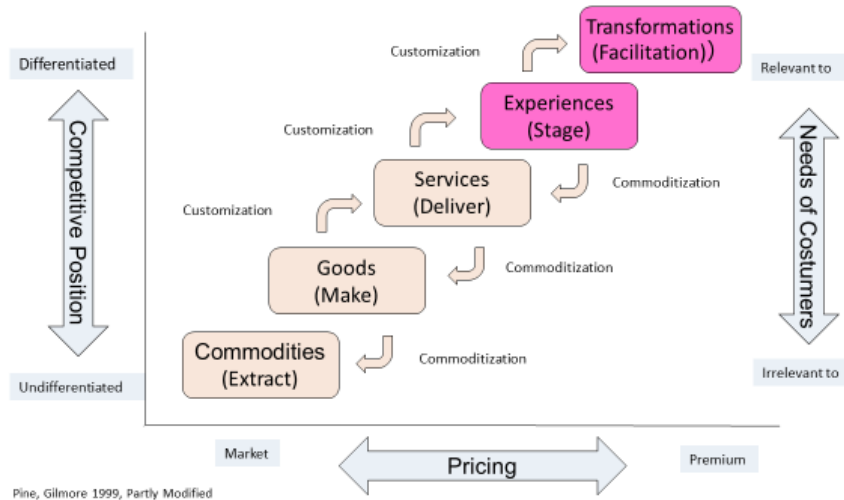 Transformations
(Facilitation)）
Customization
Differentiated
Relevant to
Experiences
(Stage)
Customization
Services
(Deliver)
Commoditization
Customization
Competitive Position
Needs of Costumers
Goods
(Make)
Commoditization
Commodities
(Extract)
Commoditization
Undifferentiated
Irrelevant to
Market
Pricing
Premium
Pine, Gilmore 1999, Partly Modified